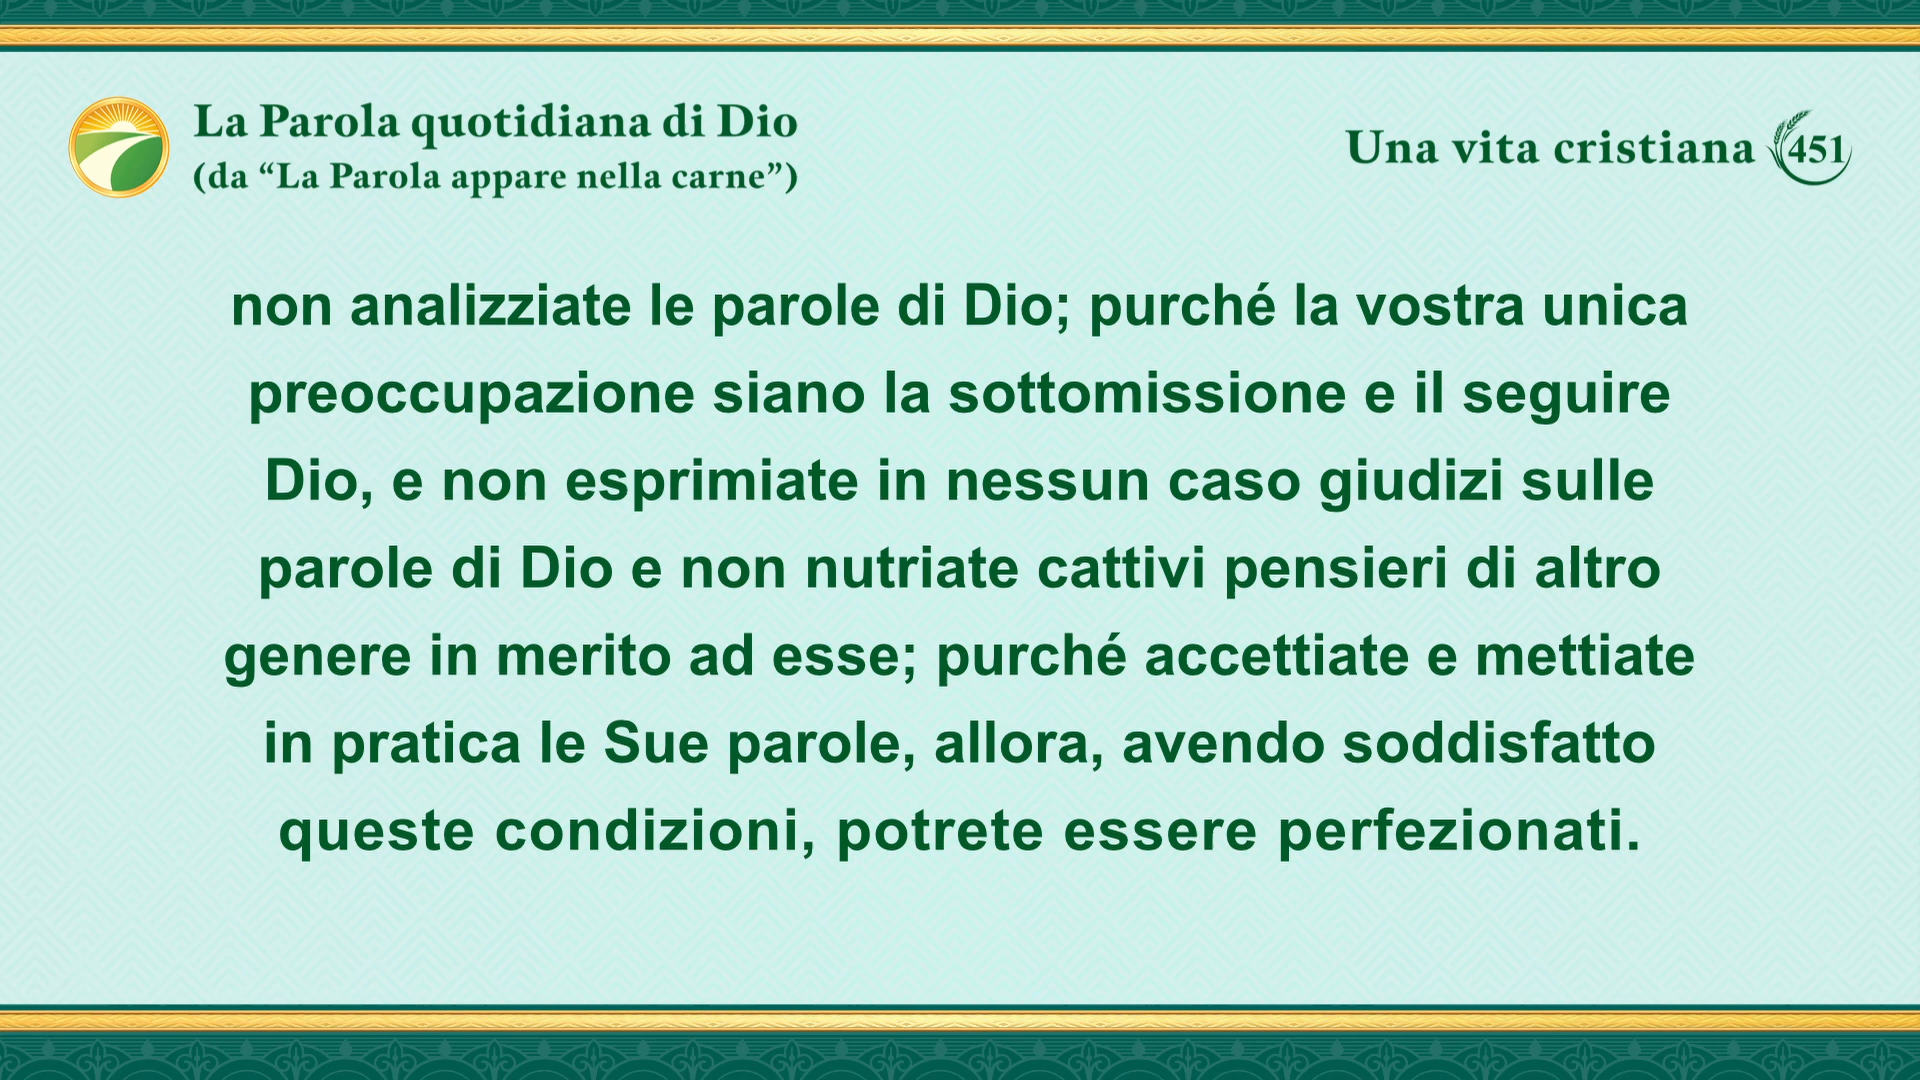 La Parola quotidiana di Dio
(da “La Parola appare nella carne”)
Una vita cristiana 451
non analizziate le parole di Dio; purché la vostra unica
preoccupazione siano la sottomissione e il seguire
Dio, e non esprimiate in nessun caso giudizi sulle
parole di Dio e non nutriate cattivi pensieri di altro
genere in merito ad esse; purché accettiate e mettiate
in pratica le Sue parole, allora, avendo soddisfatto
queste condizioni, potrete essere perfezionati.